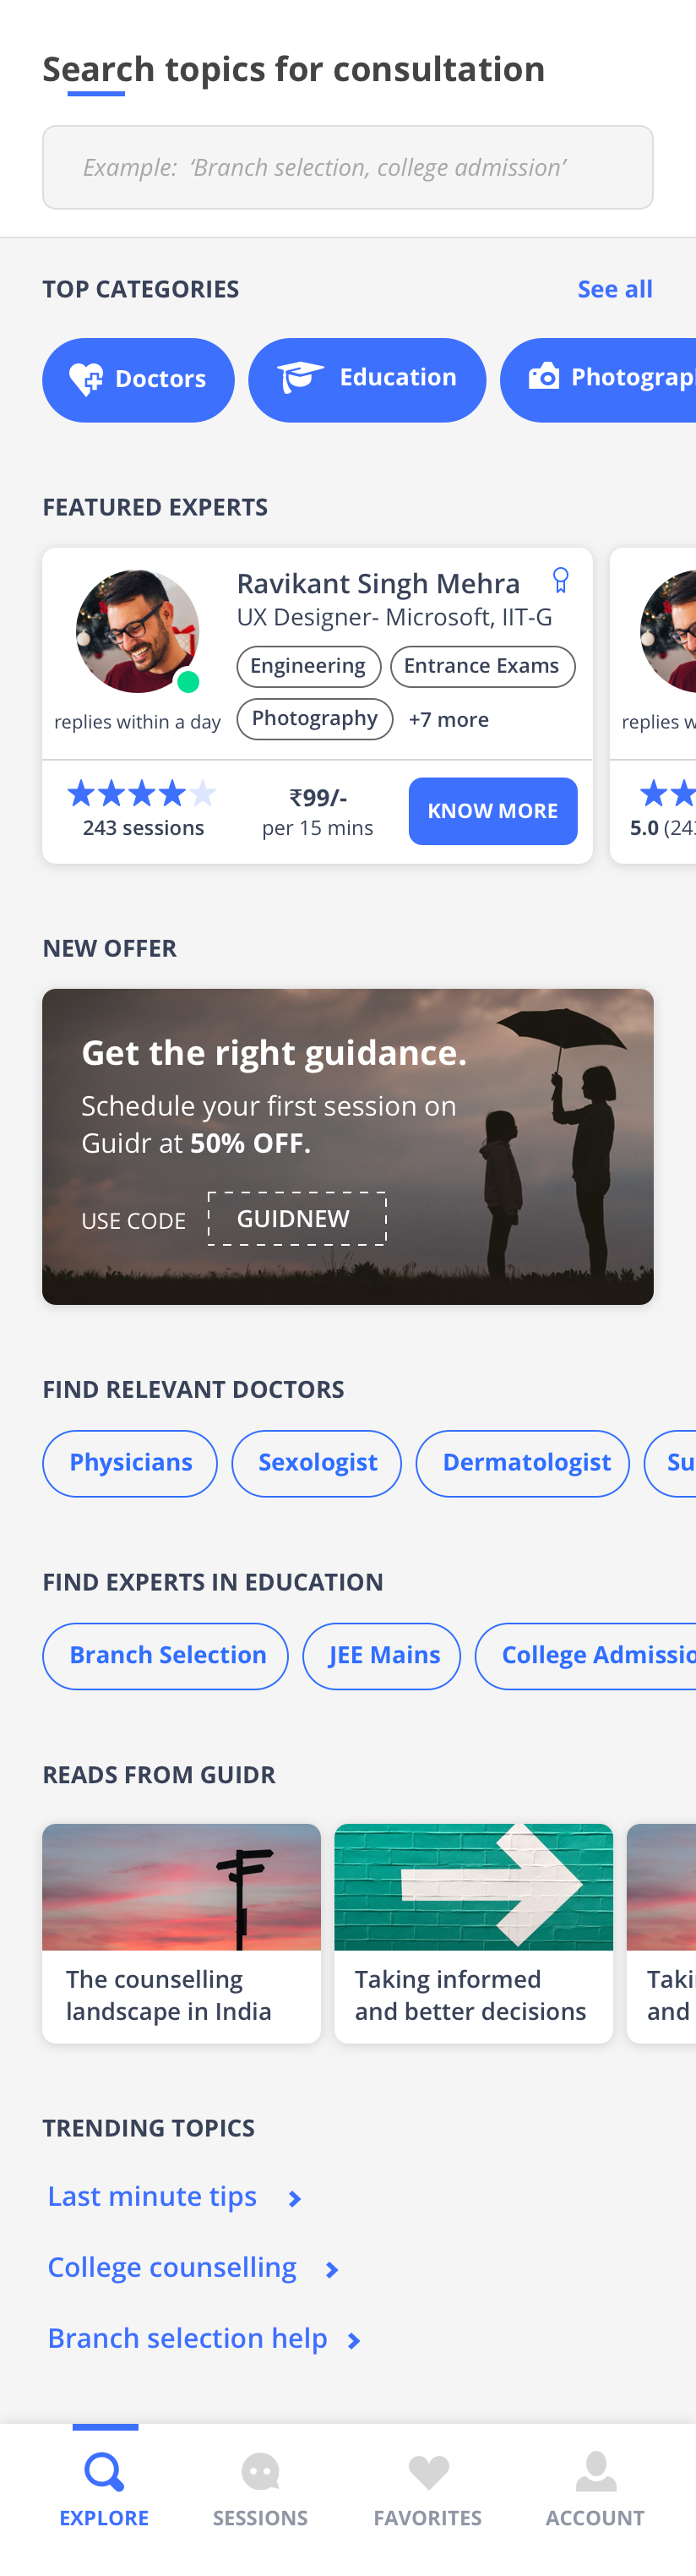 Search topics for consultation
Example: ‘Branch selection, college admission’
TOP CATEGORIES
See all
Doctors
Education
Photograp
FEATURED EXPERTS
Ravikant Singh Mehra
UX Designer- Microsoft, IIT-G
Engineering
Entrance Exams
Photography
+7 more
replies within a day
replies w
243 sessions
₹99/-
per 15 mins
KNOW MORE
5.0 (243
NEW OFFER
Get the right guidance.
Schedule your first session on
Guidr at 50% OFF.
USE CODE
GUIDNEW
FIND RELEVANT DOCTORS
Physicians
Sexologist
Dermatologist
Su
FIND EXPERTS IN EDUCATION
Branch Selection
JEE Mains
College Admissio
READS FROM GUIDR
The counselling
landscape in India
Taking informed
and better decisions
Taki
and
TRENDING TOPICS
Last minute tips
College counselling
Branch selection help
EXPLORE
SESSIONS
FAVORITES
ACCOUNT